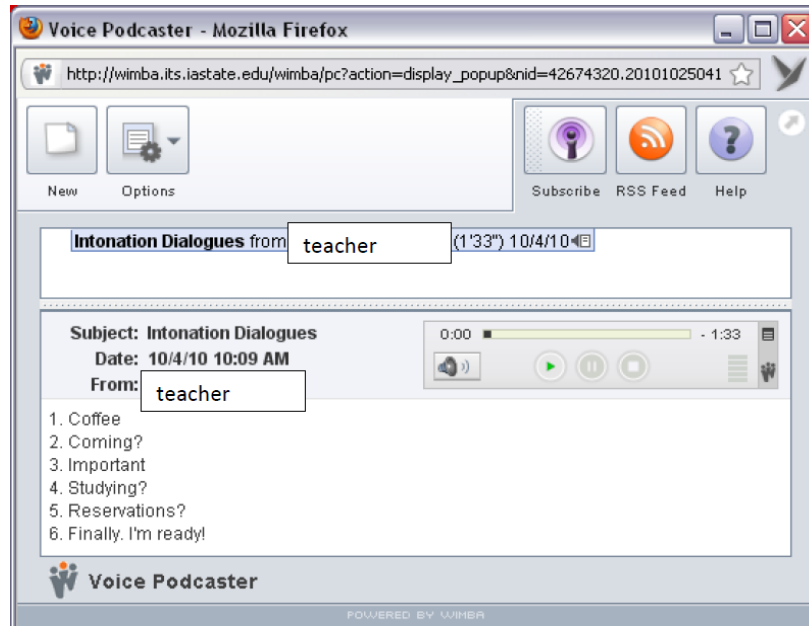 Voice Podcaster - Mozilla Firefox
http://wimba.its.iastate.edu/wimba/pc?action=display_popup&nid=42674320.20101025041
New Options Subscribe RSS Feed Help
Intonation Dialogues from teacher (1'33") 10/4/10
Subject: Intonation Dialogues
0:00 - 1:33
Date: 10/4/10 10:09 AM
From: teacher
1. Coffee
2. Coming?
3. Important
4. Studying?
5. Reservations?
6. Finally. I'm ready!
Voice Podcaster
POWERED BY WIMBA